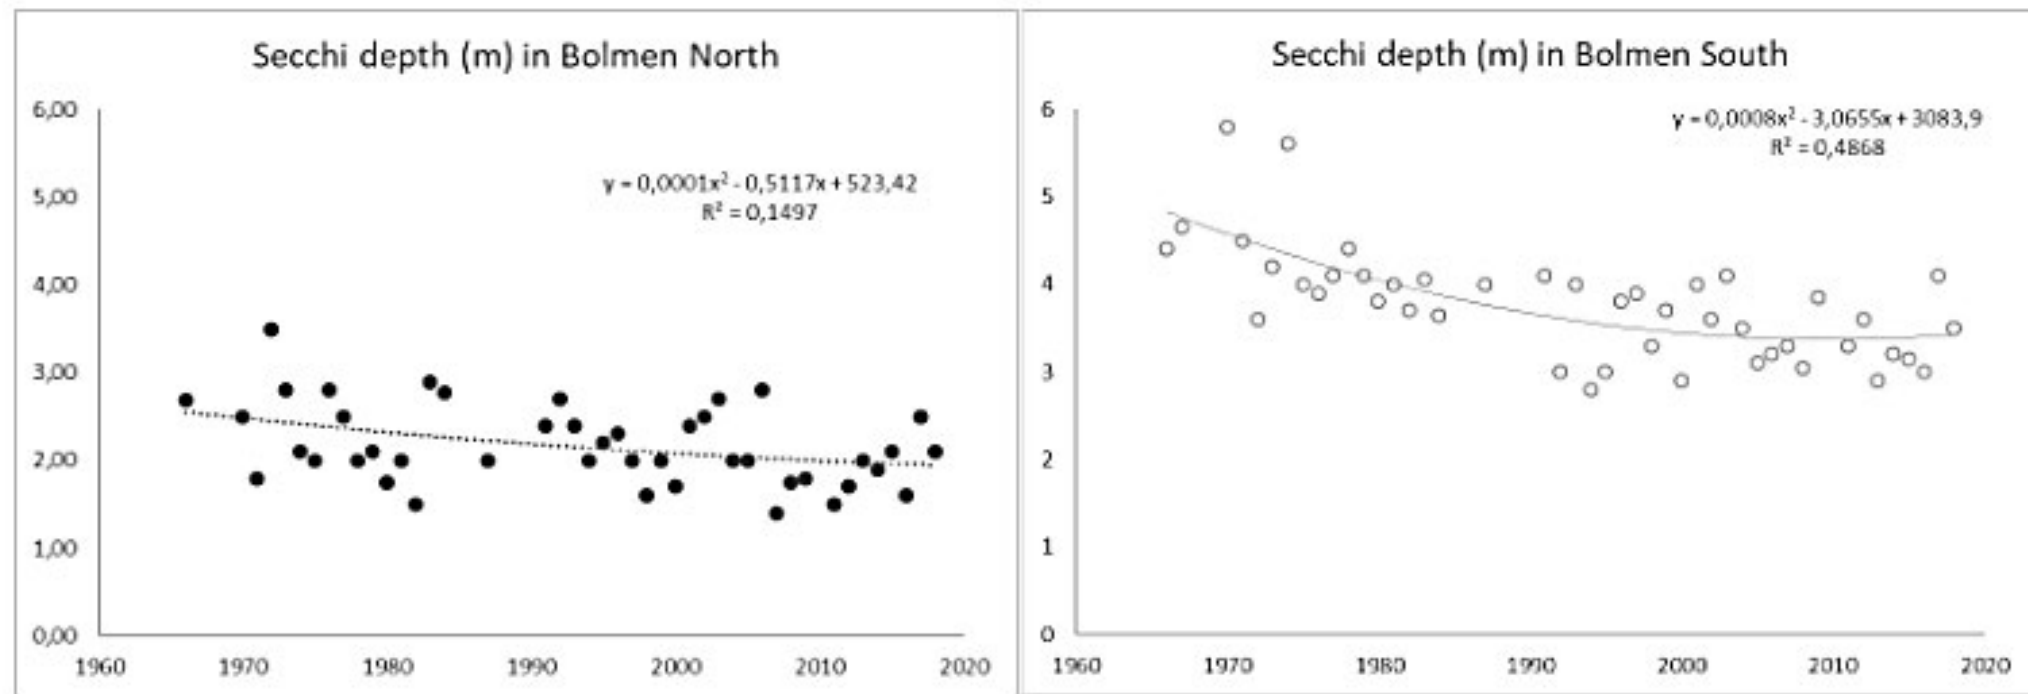 Secchi depth (m) in Bolmen North
6,00
5,00
4,00
3,00
2,00
1,00
0,00
y = 0,0001x² - 0,5117x + 523,42
R² = 0,1497
1960 1970 1980 1990 2000 2010 2020
Secchi depth (m) in Bolmen South
6
5
4
3
2
1
0
y = 0,0008x² - 3,0655x + 3083,9
R² = 0,4868
1960 1970 1980 1990 2000 2010 2020